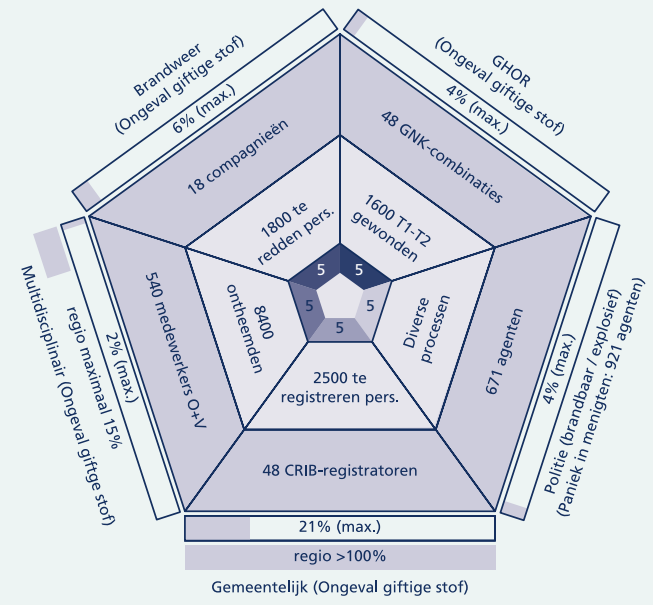 Brandweer
(Ongeval giftige stof)
6% (max.)
18 compagnieën
1800 te
redden pers.
5
GHOR
(Ongeval giftige stof)
4% (max.)
48 GNK-combinaties
1600 T1-T2
gewonden
5
Multidisciplinair (Ongeval giftge stof)
regio maximaal 15%
2% (max.)
540 medewerkers O+V
8400
ontheemden
5
5
Diverse
processen
671 agenten
4% (max.)
Politie (brandbaar / explosief)
(Paniek in menigten: 921 agenten)
5
2500 te
registreren pers.
48 CRIB-registratoren
21% (max.)
regio >100%
Gemeentelijk (Ongeval giftige stof)